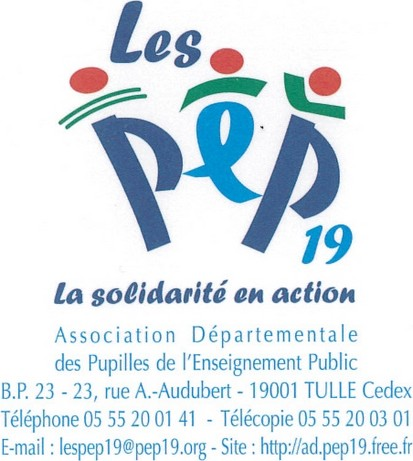 Les
pep
19
La solidarité en action
Association Départementale
des Pupilles de l'Enseignement Public
B.P. 23 - 23, rue A.-Audubert - 19001 TULLE Cedex
Téléphone 05 55 20 01 41 - Télécopie 05 55 20 03 01
E-mail : lespep19@pep19.org - Site : http://ad.pep19.free.fr